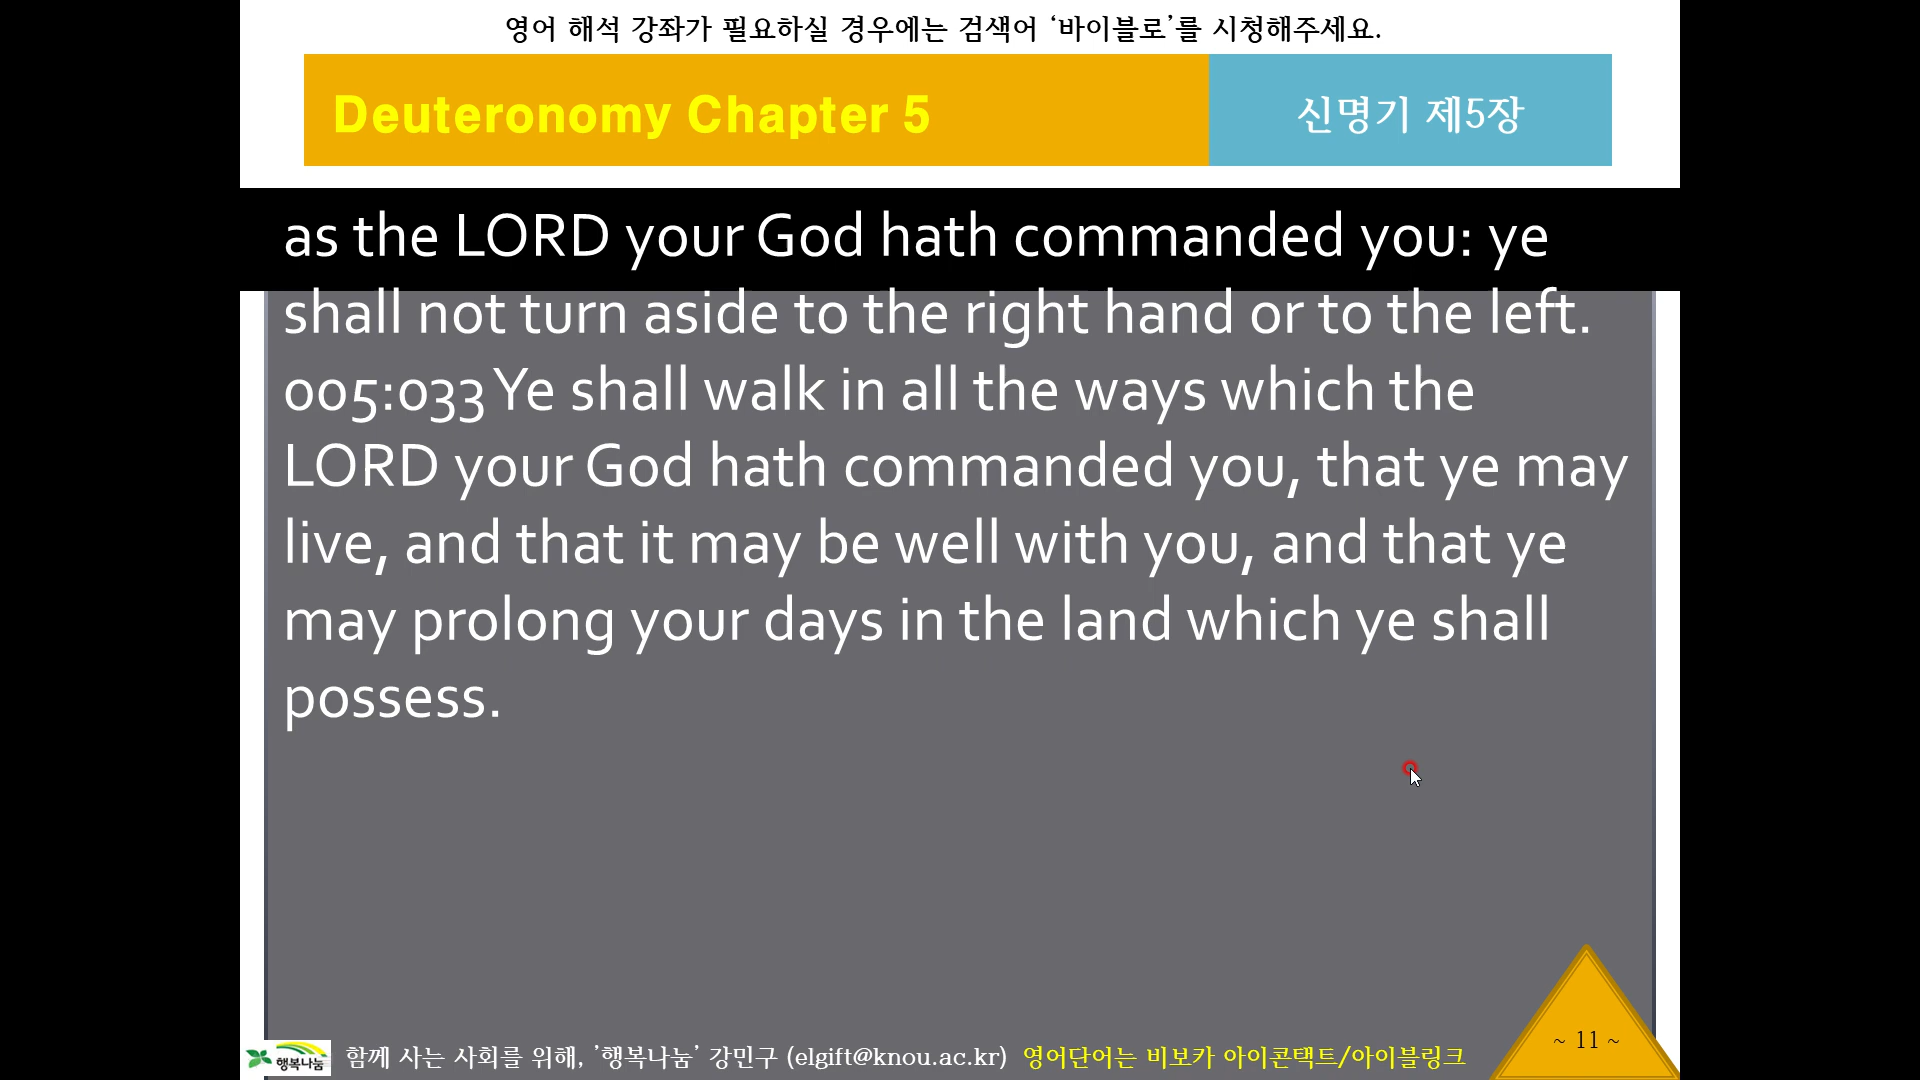 영어 해석 강좌가 필요하실 경우에는 검색어 ‘바이블로’를 시청해주세요.
Deuteronomy Chapter 5
신명기 제5장
as the LORD your God hath commanded you: ye
shall not turn aside to the right hand or to the left.
005:033 Ye shall walk in all the ways which the
LORD your God hath commanded you, that ye may
live, and that it may be well with you, and that ye
may prolong your days in the land which ye shall
possess.
행복나눔 함께 사는 사회를 위해, ’행복나눔’ 강민구 (elgift@knou.ac.kr) 영어단어는 비보카 아이콘택트/아이블링크
~ 11 ~